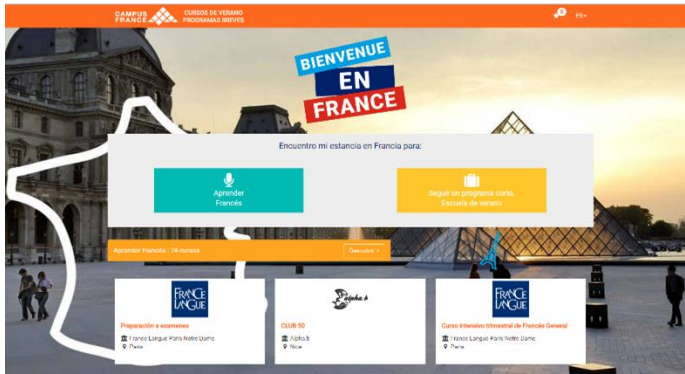 CAMPUS
FRANCE
CURSOS DE VERANO
PROGRAMAS BREVES
0
ES
BIENVENUE
EN
FRANCE
Encuentro mi estancia en Francia para:
Aprender
Francés
Seguir un programa corto,
Escuela de verano
Aprender Francés : 74 cursos
Descubrir >
FRANCE
LANGUE
alpha.b
FRANCE
LANGUE
Preparación a examenes
CLUB 50
Curso intensivo trimestral de Francés General
France Langue Paris Notre Dame
Alpha.b
France Langue Paris Notre Dame
Paris
Nice
Paris